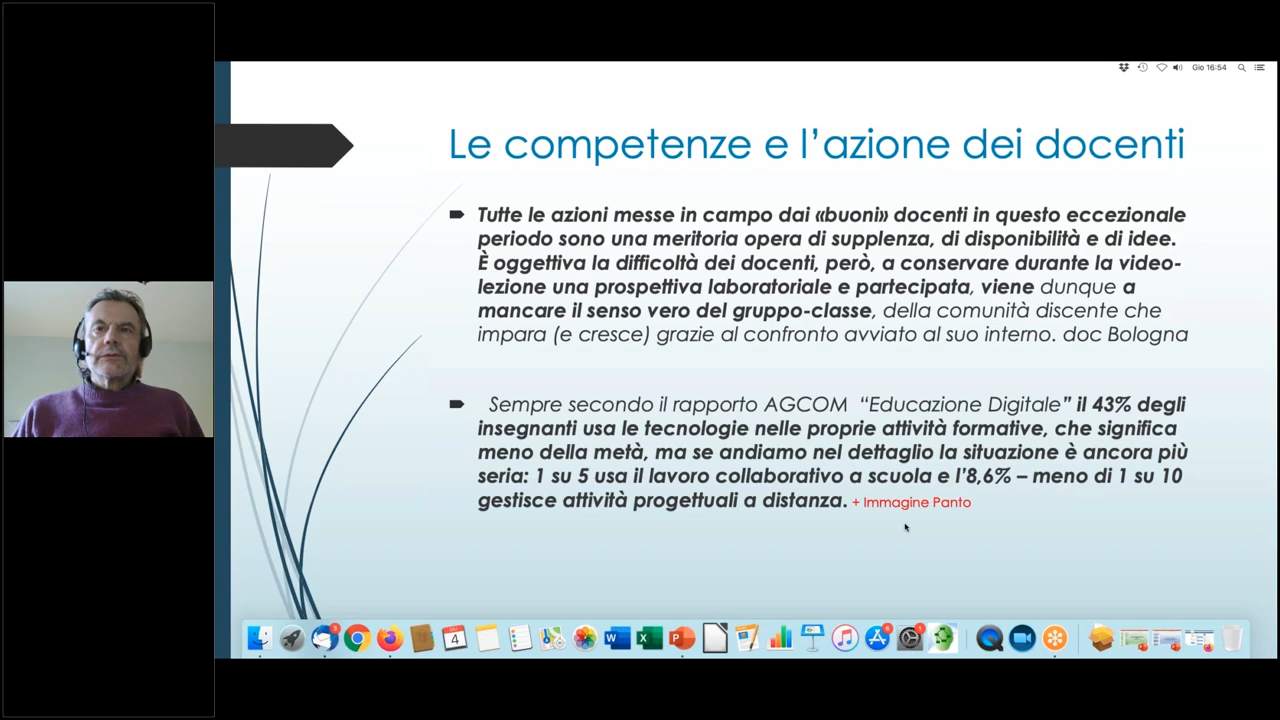 Gio 16:54
Le competenze e l’azione dei docenti
Tutte le azioni messe in campo dai «buoni» docenti in questo eccezionale
periodo sono una meritoria opera di supplenza, di disponibilità e di idee.
È oggettiva la difficoltà dei docenti, però, a conservare durante la video-
lezione una prospettiva laboratoriale e partecipata, viene dunque a
mancare il senso vero del gruppo-classe, della comunità discente che
impara (e cresce) grazie al confronto avviato al suo interno. doc Bologna
Sempre secondo il rapporto AGCOM “Educazione Digitale” il 43% degli
insegnanti usa le tecnologie nelle proprie attività formative, che significa
meno della metà, ma se andiamo nel dettaglio la situazione è ancora più
seria: 1 su 5 usa il lavoro collaborativo a scuola e l’8,6% – meno di 1 su 10
gestisce attività progettuali a distanza. + Immagine Panto
4